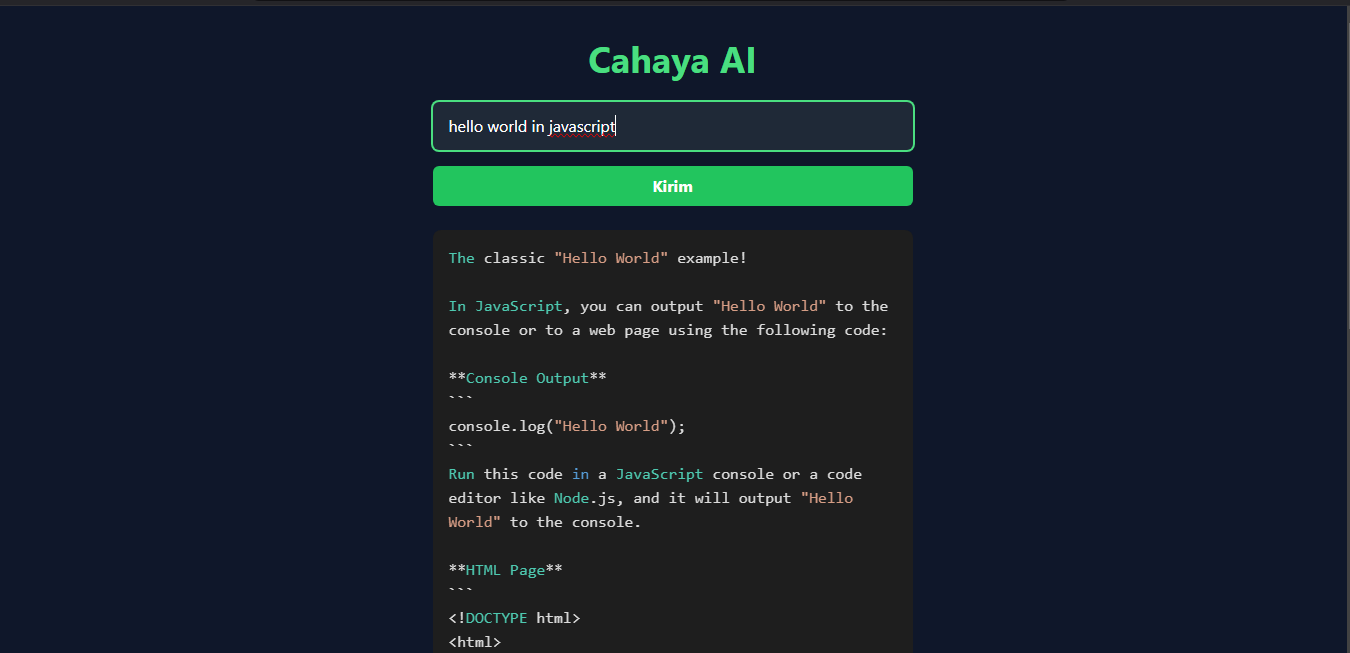 Cahaya AI
hello world in javascript
Kirim
The classic "Hello World" example!
In JavaScript, you can output "Hello World" to the
console or to a web page using the following code:
**Console Output**
```
console.log("Hello World");
```
Run this code in a JavaScript console or a code
editor like Node.js, and it will output "Hello
World" to the console.
**HTML Page**
```
<!DOCTYPE html>
<html>